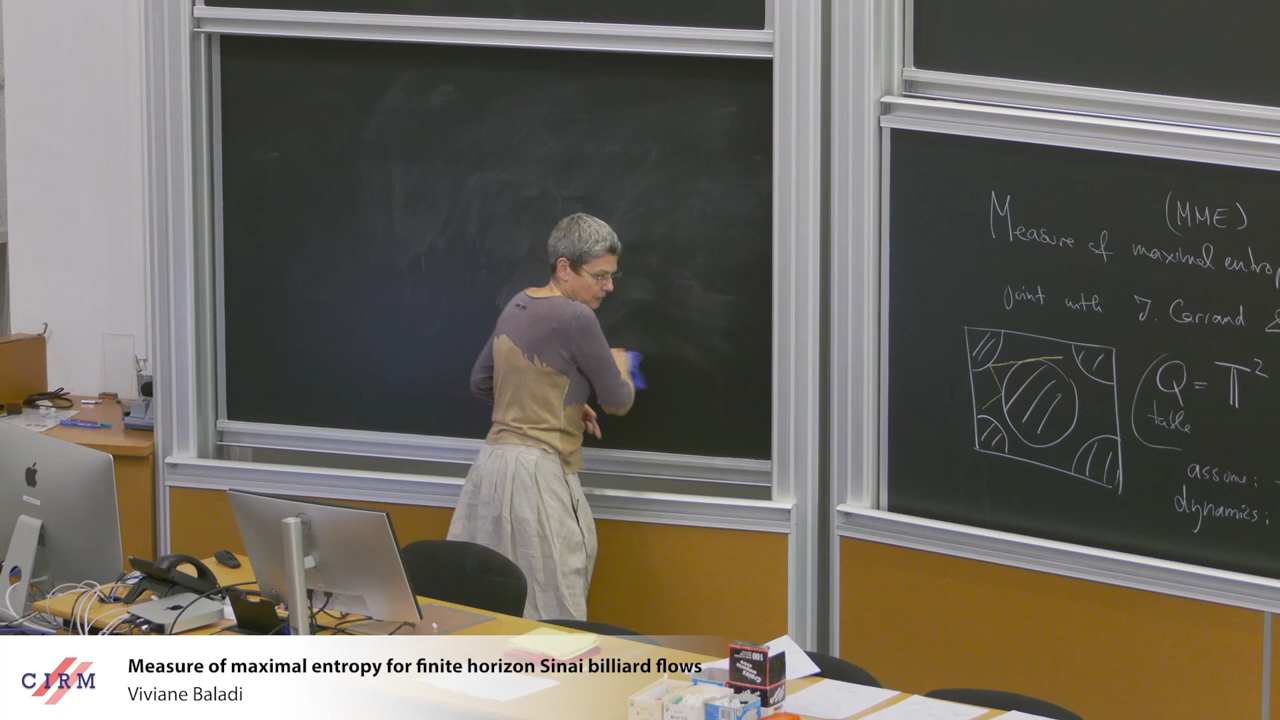 (MME)
Measure of maximal entrop
joint with J. Carrand &
Q = T²
table
assume:
dynamics:
CIRM
Measure of maximal entropy for finite horizon Sinai billiard flows
Viviane Baladi